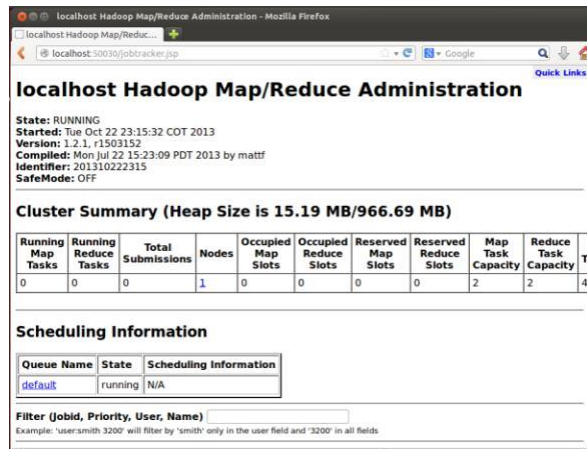 localhost Hadoop Map/Reduce Administration - Mozilla Firefox
localhost Hadoop Map/Reduc...
localhost:50030/jobtracker.jsp
Google
Quick Links
localhost Hadoop Map/Reduce Administration
State: RUNNING
Started: Tue Oct 22 23:15:32 COT 2013
Version: 1.2.1, r1503152
Compiled: Mon Jul 22 15:23:09 PDT 2013 by mattf
Identifier: 201310222315
SafeMode: OFF
Cluster Summary (Heap Size is 15.19 MB/966.69 MB)
Running Map Tasks Running Reduce Tasks Total Submissions Nodes Occupied Map Slots Occupied Reduce Slots Reserved Map Slots Reserved Reduce Slots Map Task Capacity Reduce Task Capacity T
0 0 0 1 0 0 0 0 2 2 4
Scheduling Information
Queue Name State Scheduling Information
default running N/A
Filter (Jobid, Priority, User, Name)
Example: 'user:smith 3200' will filter by 'smith' only in the user field and '3200' in all fields